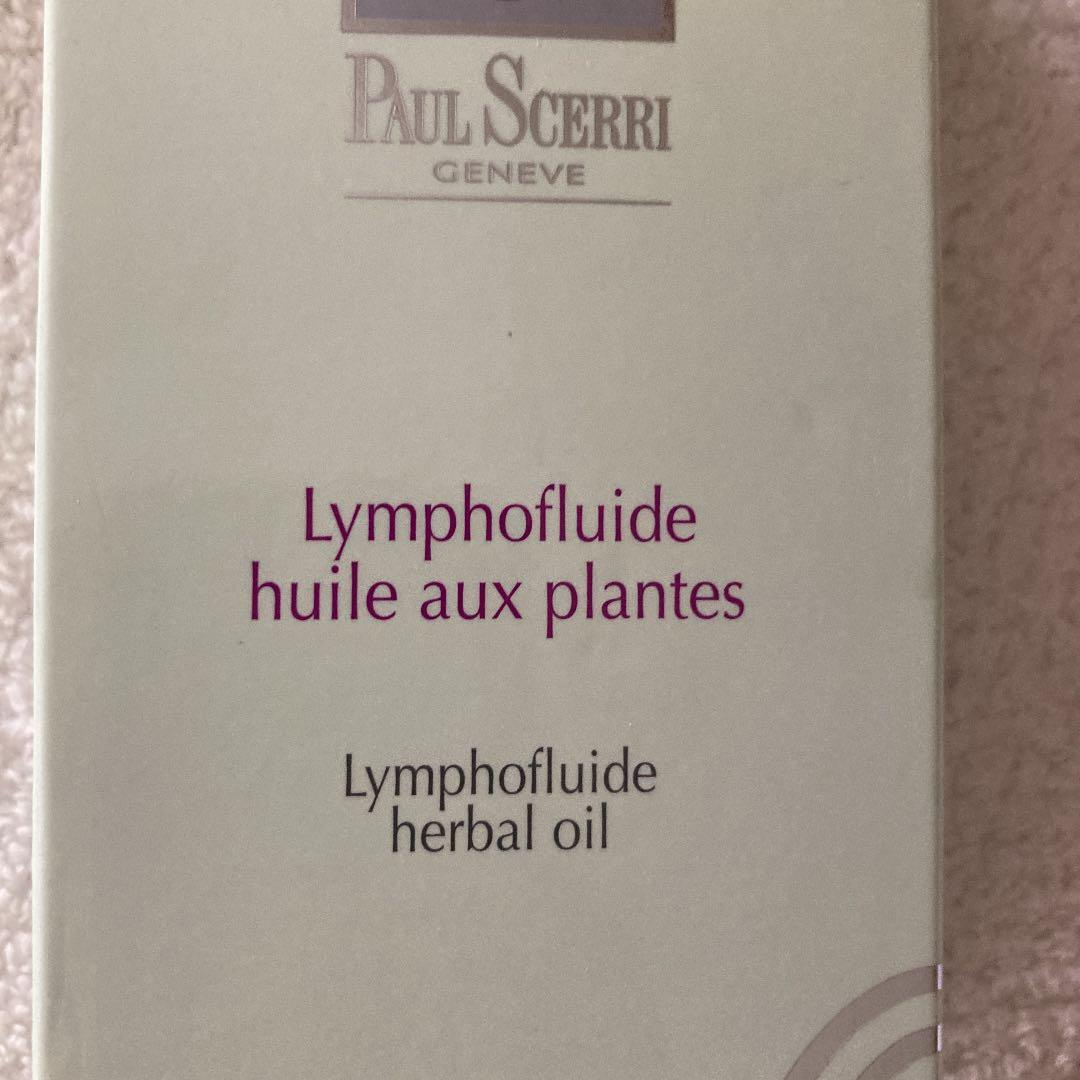 PAUL SCERRI
GENEVE
Lymphofluide
huile aux plantes
Lymphofluide
herbal oil